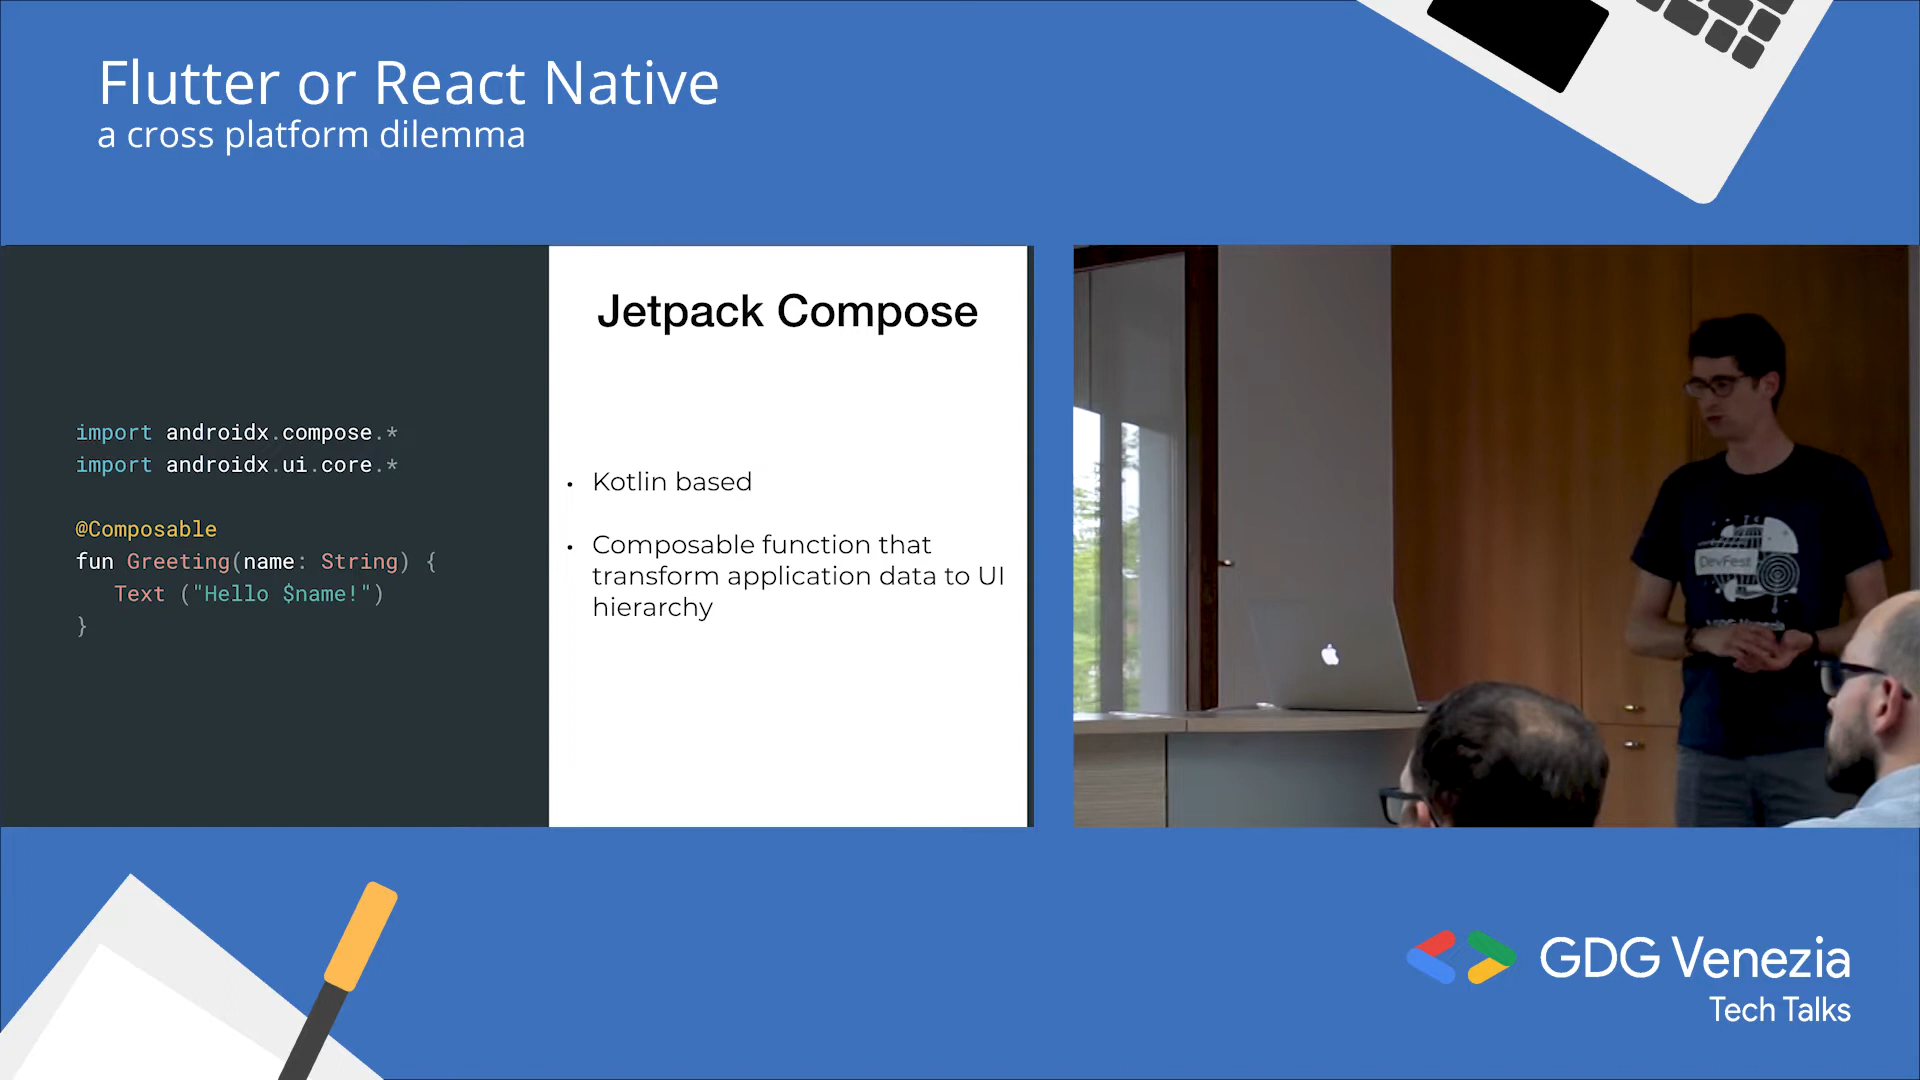 Flutter or React Native
a cross platform dilemma
import androidx.compose.*
import androidx.ui.core.*
@Composable
fun Greeting(name: String) {
Text ("Hello $name!")
}
Jetpack Compose
• Kotlin based
• Composable function that
transform application data to UI
hierarchy
DevFest
GDG Venezia
Tech Talks